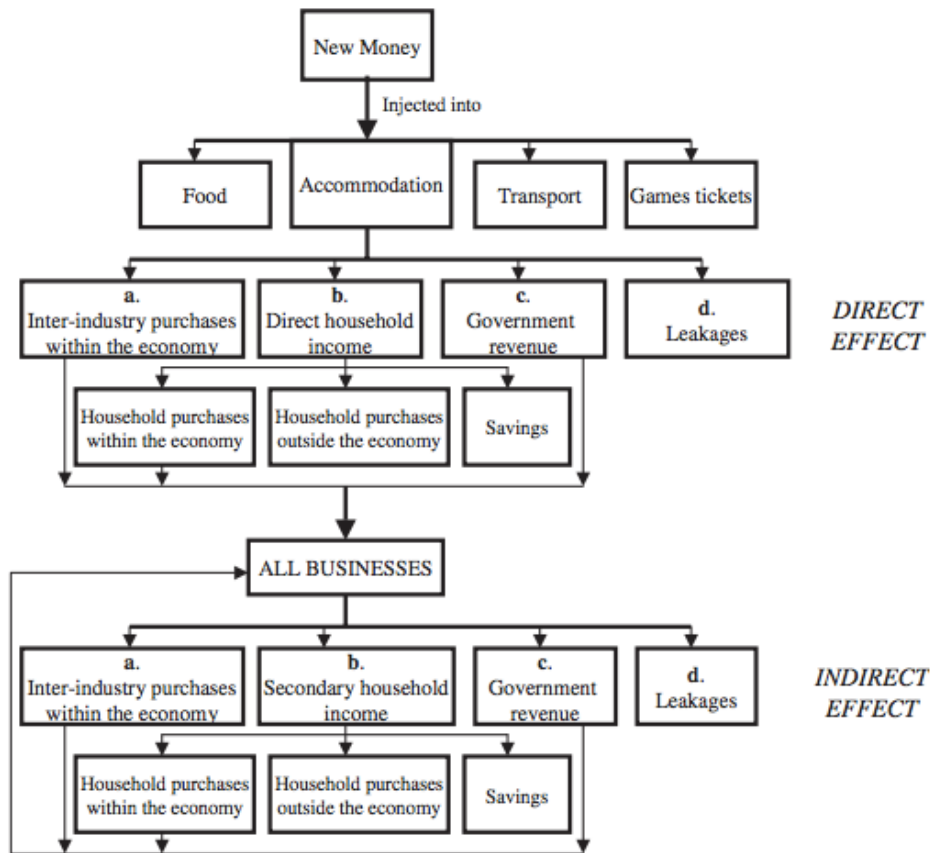 New Money
Injected into
Food
Accommodation
Transport
Games tickets
a.
Inter-industry purchases
within the economy
b.
Direct household
income
c.
Government
revenue
d.
Leakages
DIRECT
EFFECT
Household purchases
within the economy
Household purchases
outside the economy
Savings
ALL BUSINESSES
a.
Inter-industry purchases
within the economy
b.
Secondary household
income
c.
Government
revenue
d.
Leakages
INDIRECT
EFFECT
Household purchases
within the economy
Household purchases
outside the economy
Savings